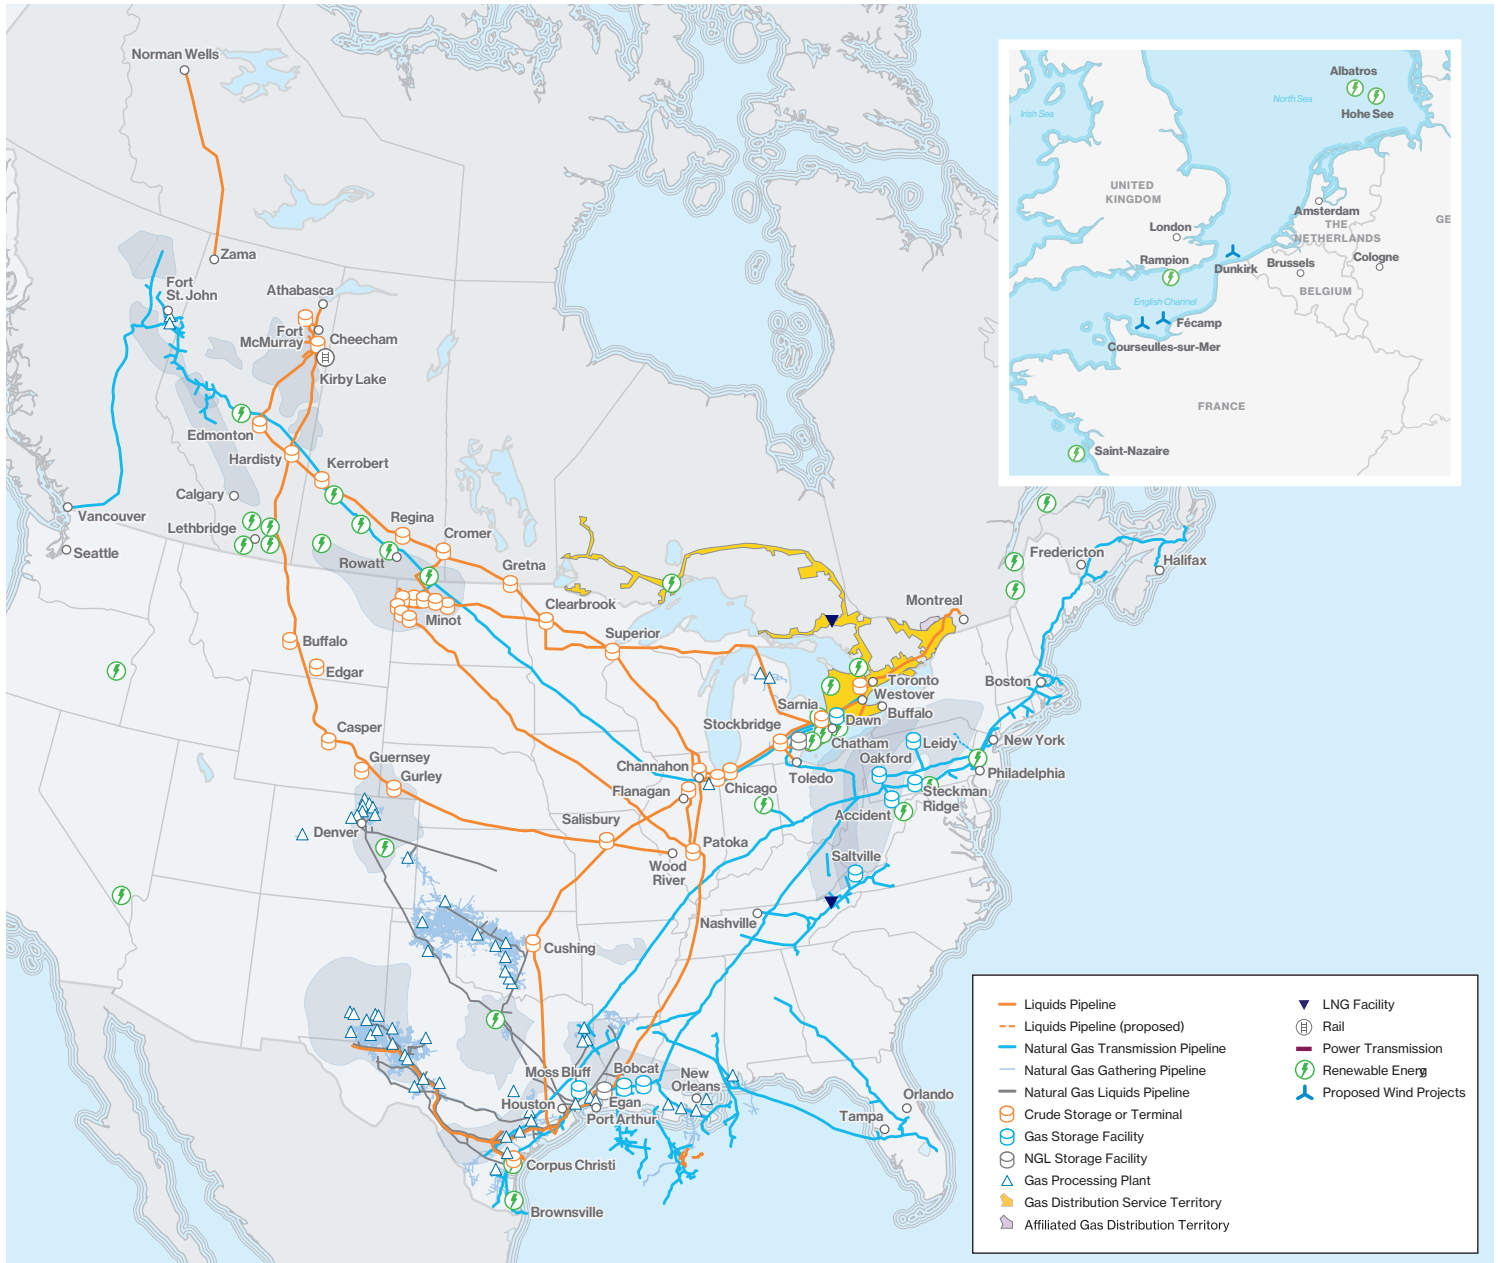 Norman Wells
Zama
Fort
St. John
Athabasca
Fort
McMurray
Cheecham
Kirby Lake
Edmonton
Hardisty
Kerrobert
Calgary
Vancouver
Seattle
Lethbridge
Regina
Cromer
Rowatt
Gretna
Minot
Clearbrook
Superior
Buffalo
Edgar
Casper
Guernsey
Gurley
Denver
Salisbury
Channahon
Flanagan
Chicago
Stockbridge
Sarnia
Dawn
Chatham
Toledo
Toronto
Westover
Buffalo
Montreal
Fredericton
Halifax
Boston
New York
Philadelphia
Leidy
Oakford
Steckman
Ridge
Accident
Saltville
Patoka
Wood
River
Nashville
Cushing
Moss Bluff
Bobcat
New
Orleans
Houston
Egan
Port Arthur
Corpus Christi
Brownsville
Orlando
Tampa
Albatros
Hohe See
North Sea
Irish Sea
UNITED
KINGDOM
London
Rampion
Amsterdam
THE
NETHERLANDS
GE
Dunkirk
Brussels
Cologne
BELGIUM
English Channel
Fécamp
Courseulles-sur-Mer
FRANCE
Saint-Nazaire
Liquids Pipeline
Liquids Pipeline (proposed)
Natural Gas Transmission Pipeline
Natural Gas Gathering Pipeline
Natural Gas Liquids Pipeline
Crude Storage or Terminal
Gas Storage Facility
NGL Storage Facility
Gas Processing Plant
Gas Distribution Service Territory
Affiliated Gas Distribution Territory
LNG Facility
Rail
Power Transmission
Renewable Energy
Proposed Wind Projects